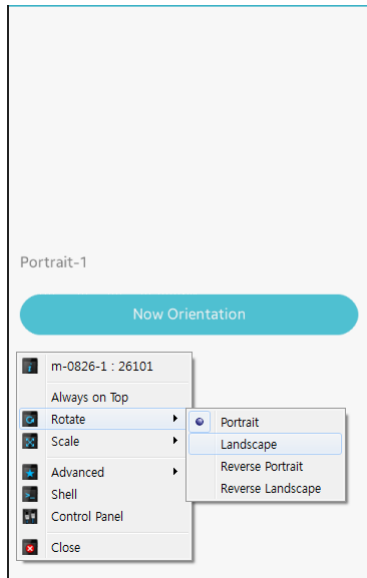 Portrait-1
Now Orientation
m-0826-1 : 26101
Always on Top
Rotate
Scale
Advanced
Shell
Control Panel
Close
Portrait
Landscape
Reverse Portrait
Reverse Landscape